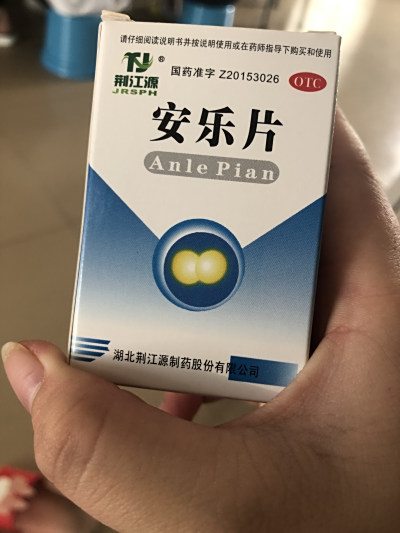 请仔细阅读说明书并按说明使用或在药师指导下购买和使用
荆江源®
JRSPH
国药准字 Z20153026
OTC
安乐片
Anle Pian
湖北荆江源制药股份有限公司